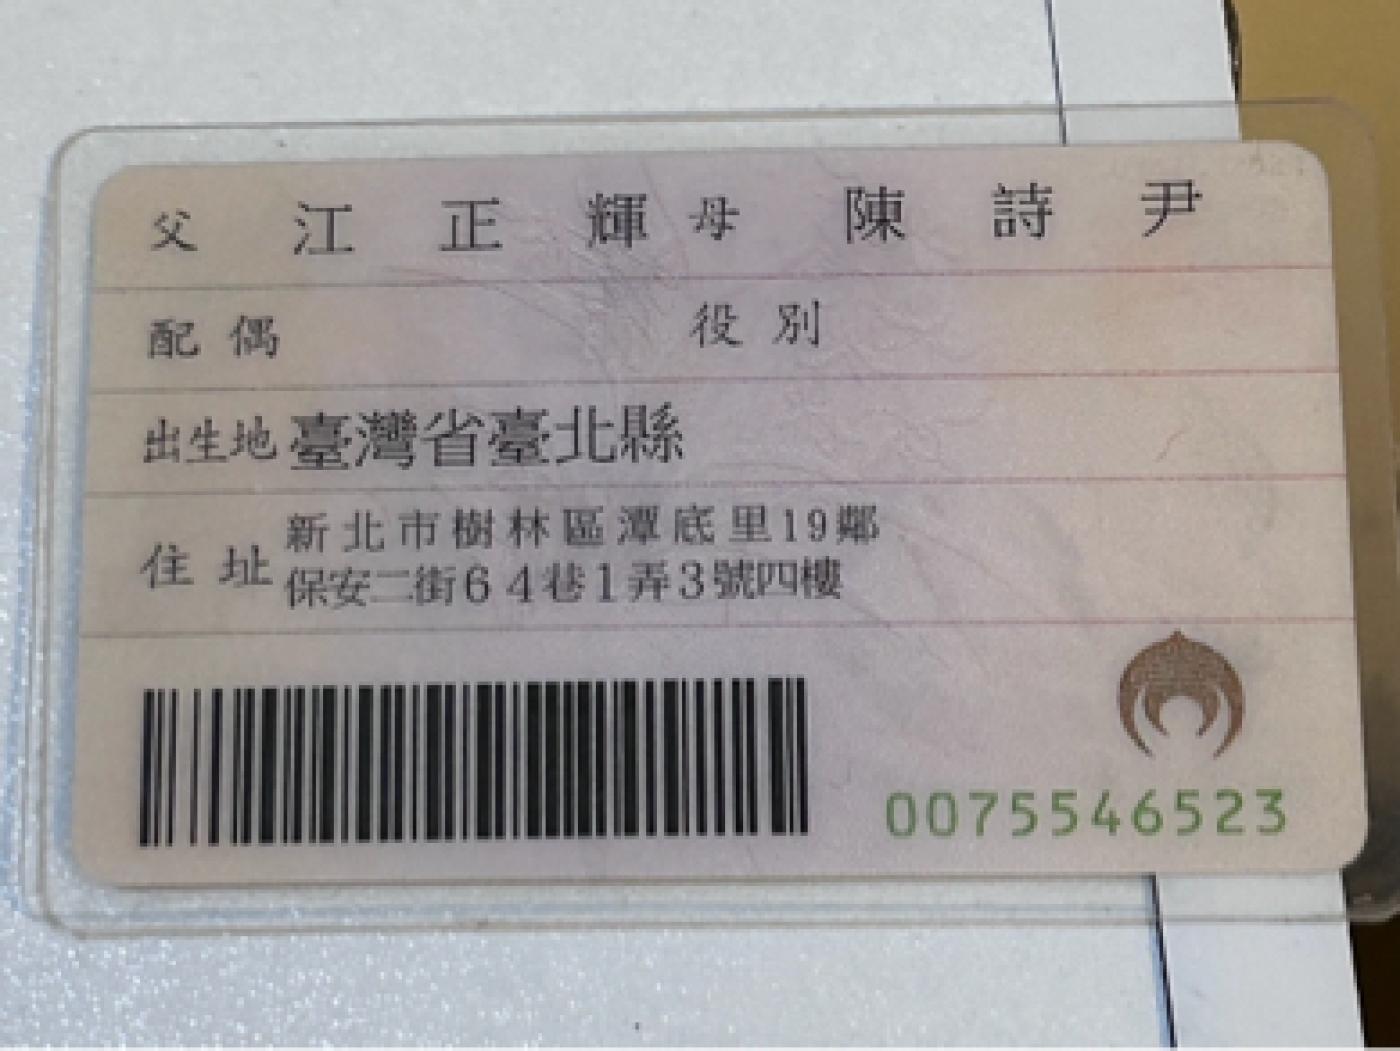 父 江 正 輝 母 陳 詩 尹
配偶 役別
出生地 臺灣省臺北縣
住址 新北市樹林區潭底里19鄰
保安二街64巷1弄3號四樓
0075546523